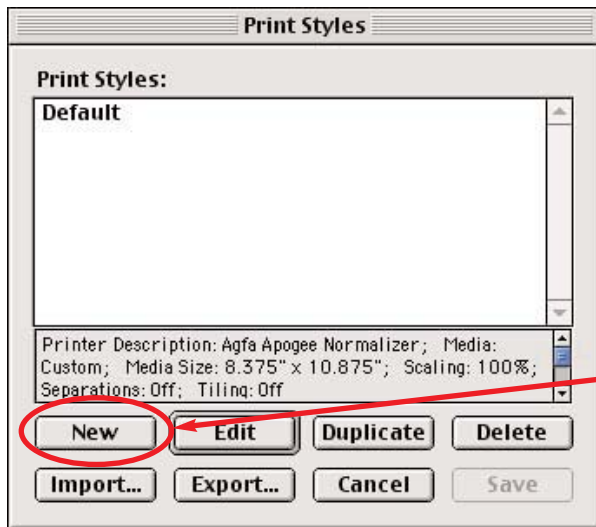 Print Styles
Print Styles:
Default
Printer Description: Agfa Apogee Normalizer; Media:
Custom; Media Size: 8.375" x 10.875"; Scaling: 100%;
Separations: Off; Tiling: Off
New Edit Duplicate Delete
Import... Export... Cancel Save